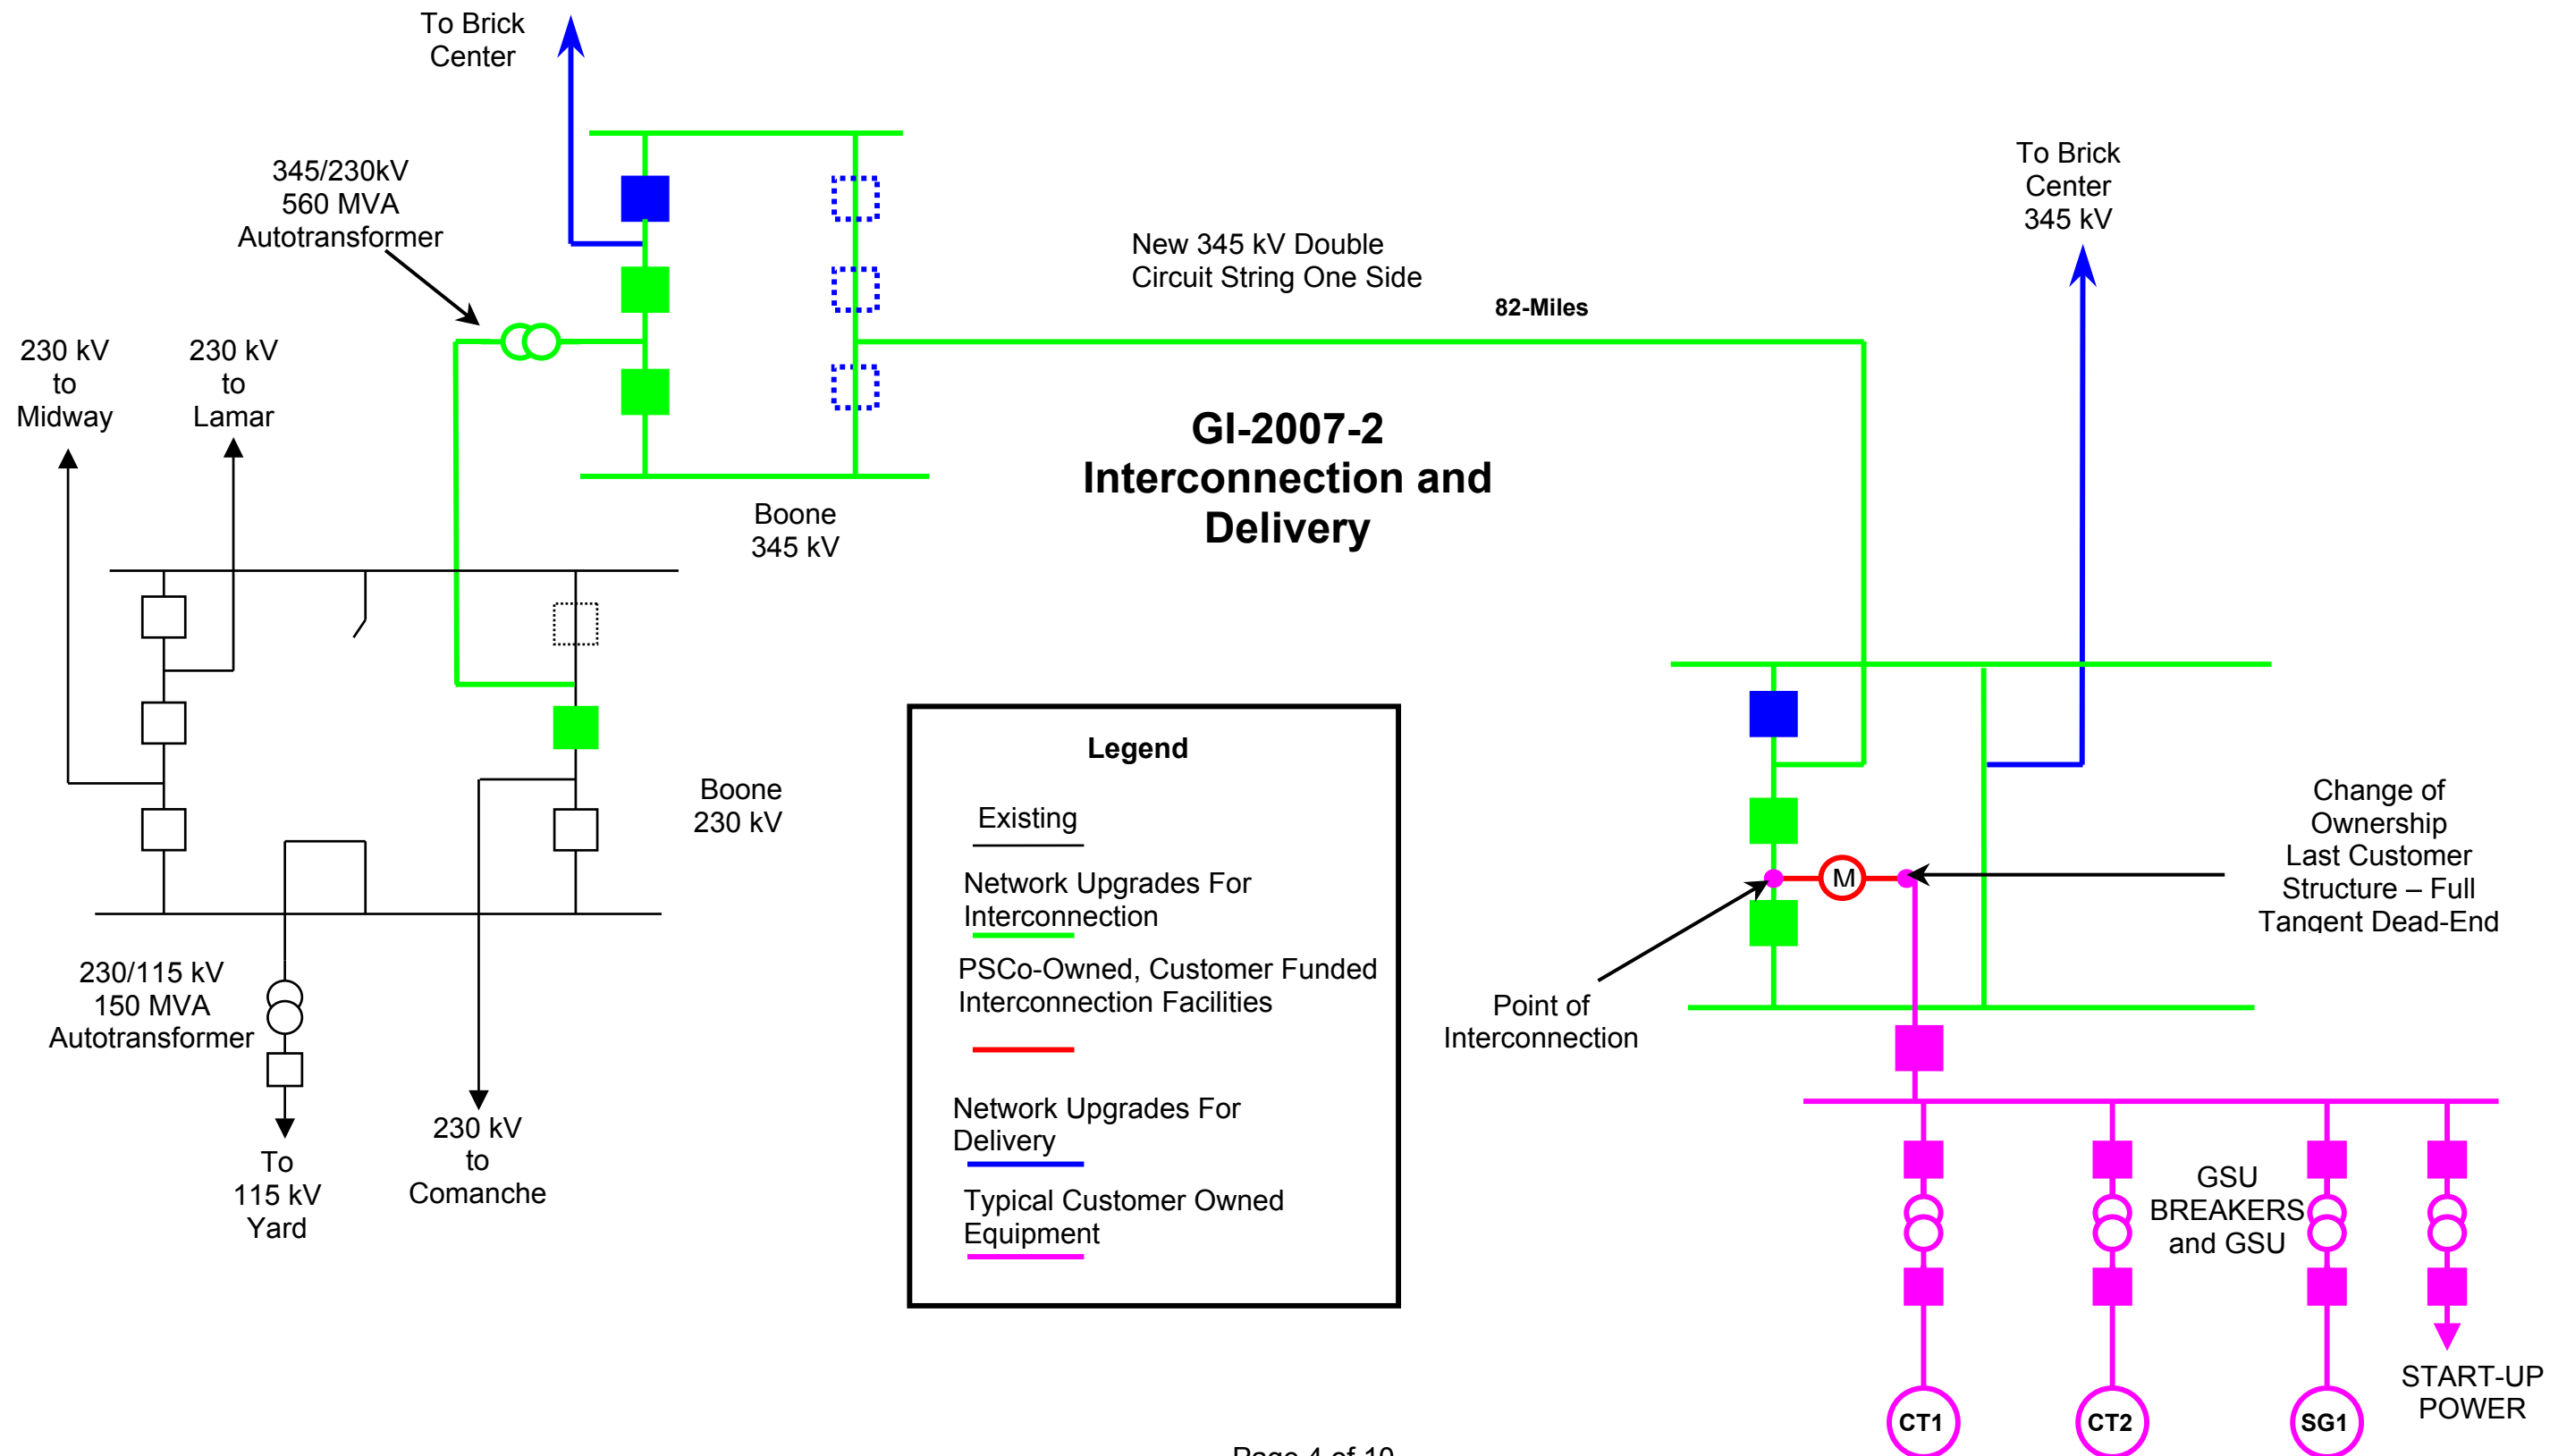 To Brick
Center
345/230kV
560 MVA
Autotransformer
To Brick
Center
345 kV
New 345 kV Double
Circuit String One Side
82-Miles
230 kV
to
Midway
230 kV
to
Lamar
GI-2007-2
Interconnection and
Delivery
Boone
345 kV
Legend
Existing
Network Upgrades For
Interconnection
PSCo-Owned, Customer Funded
Interconnection Facilities
Network Upgrades For
Delivery
Typical Customer Owned
Equipment
Boone
230 kV
Change of
Ownership
Last Customer
Structure – Full
Tangent Dead-End
M
Point of
Interconnection
230/115 kV
150 MVA
Autotransformer
To
115 kV
Yard
230 kV
to
Comanche
GSU
BREAKERS
and GSU
START-UP
POWER
CT1
CT2
SG1
Page 4 of 10